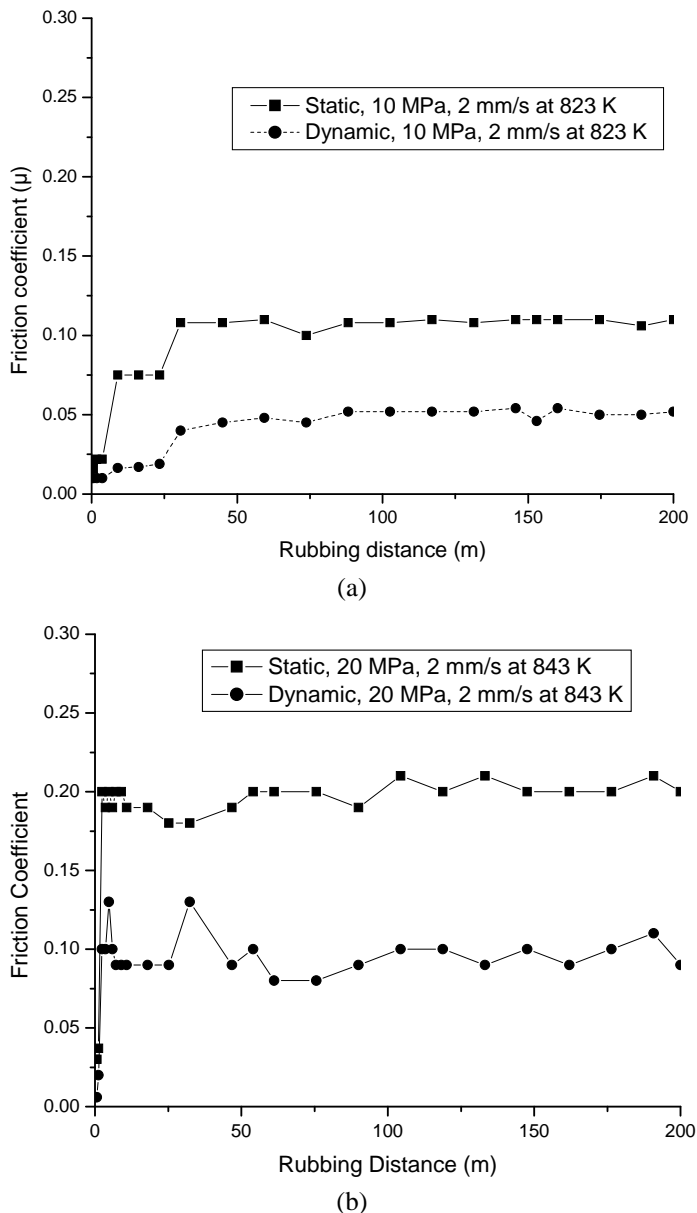 0.30
0.25
0.20
0.15
0.10
0.05
0.00
Friction coefficient (μ)
Static, 10 MPa, 2 mm/s at 823 K
Dynamic, 10 MPa, 2 mm/s at 823 K
0 50 100 150 200
Rubbing distance (m)
(a)
0.30
0.25
0.20
0.15
0.10
0.05
0.00
Friction Coefficient
Static, 20 MPa, 2 mm/s at 843 K
Dynamic, 20 MPa, 2 mm/s at 843 K
0 50 100 150 200
Rubbing Distance (m)
(b)